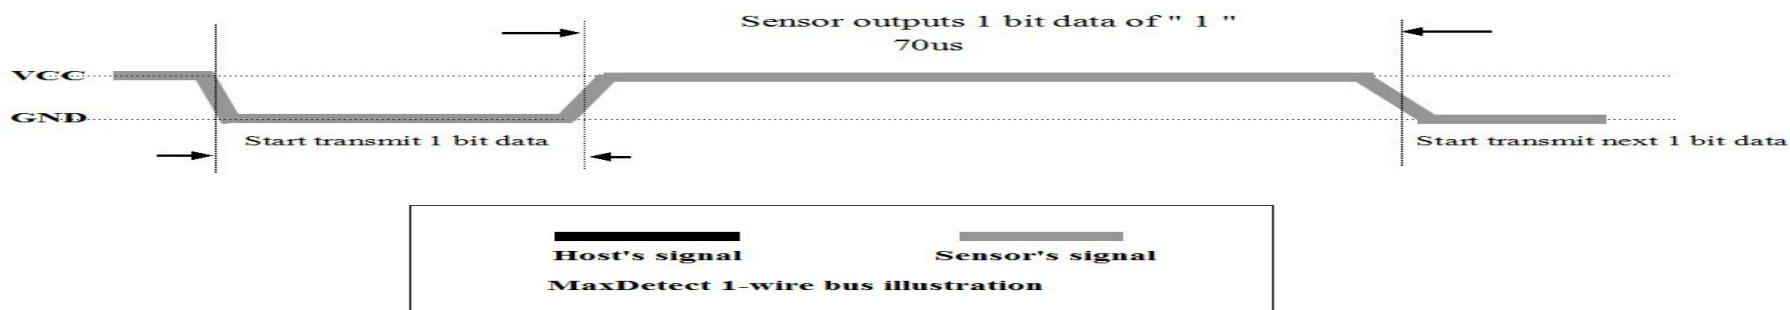 Sensor outputs 1 bit data of " 1 "
70us
VCC
GND
Start transmit 1 bit data
Start transmit next 1 bit data
Host's signal
Sensor's signal
MaxDetect 1-wire bus illustration